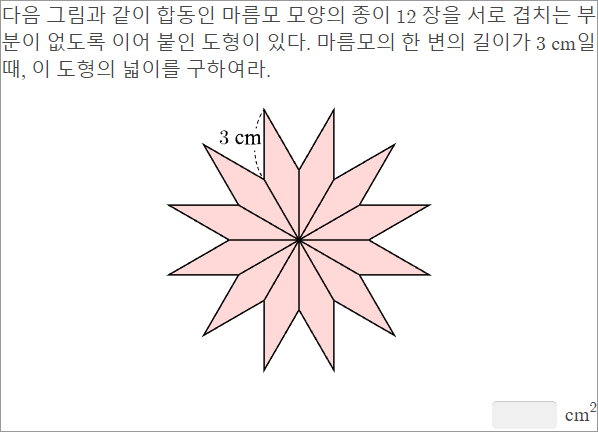 다음 그림과 같이 합동인 마름모 모양의 종이 12 장을 서로 겹치는 부
분이 없도록 이어 붙인 도형이 있다. 마름모의 한 변의 길이가 3 cm일
때, 이 도형의 넓이를 구하여라.
3 cm
cm²